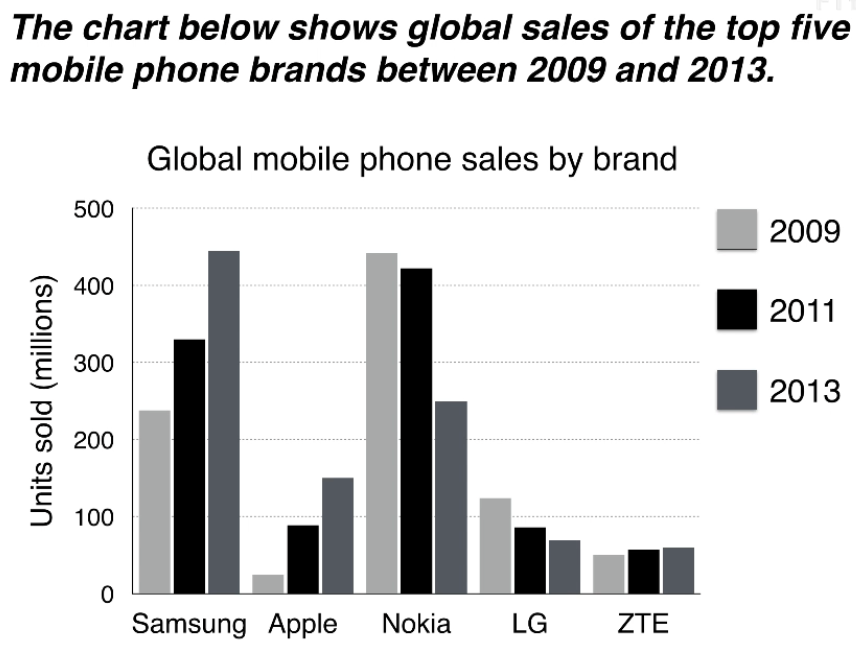 The chart below shows global sales of the top five
mobile phone brands between 2009 and 2013.
Global mobile phone sales by brand
500
400
300
200
100
0
Units sold (millions)
Samsung Apple Nokia LG ZTE
2009
2011
2013